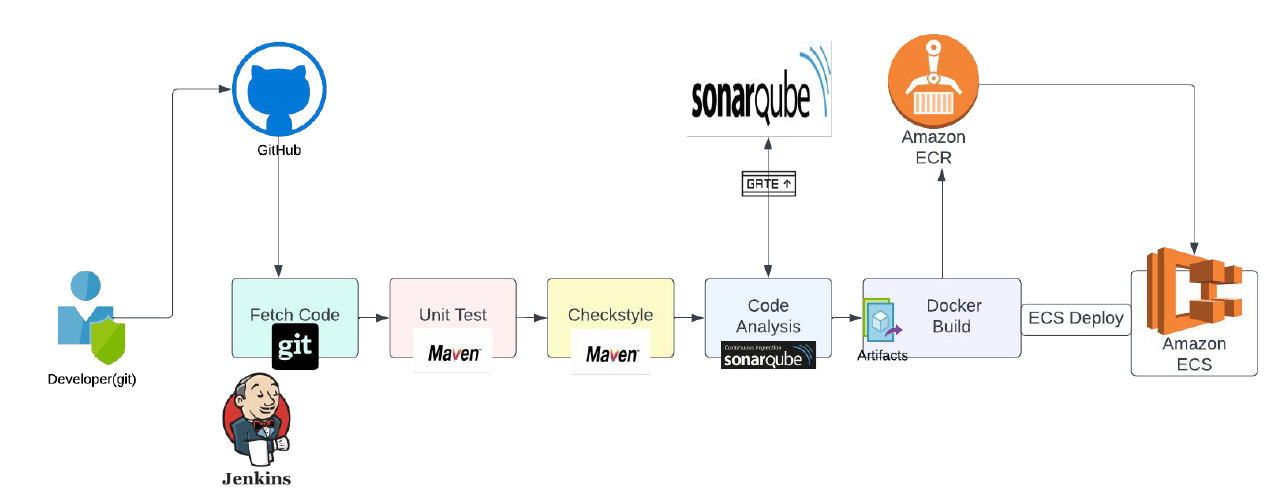 sonarqube
GATE ↑
Amazon
ECR
GitHub
Fetch Code
git
Unit Test
Maven
Checkstyle
Maven
Code
Analysis
Continuous Inspection
sonarqube
Artifacts
Docker
Build
ECS Deploy
Amazon
ECS
Developer(git)
Jenkins